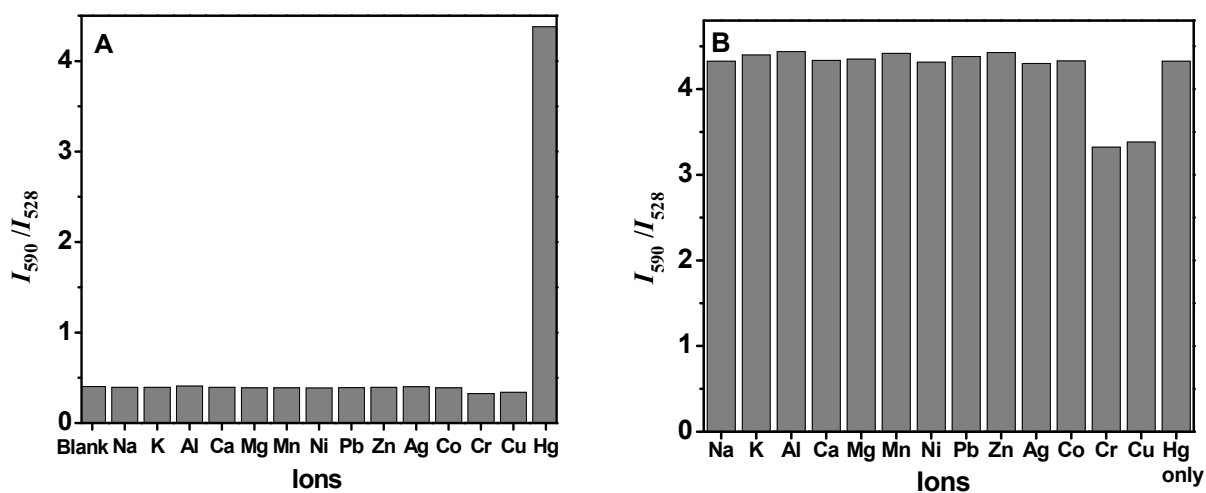 A
I590 /I528
4
3
2
1
0
Blank Na K Al Ca Mg Mn Ni Pb Zn Ag Co Cr Cu Hg
Ions
B
I590 /I528
4
3
2
1
0
Na K Al Ca Mg Mn Ni Pb Zn Ag Co Cr Cu Hg
only
Ions